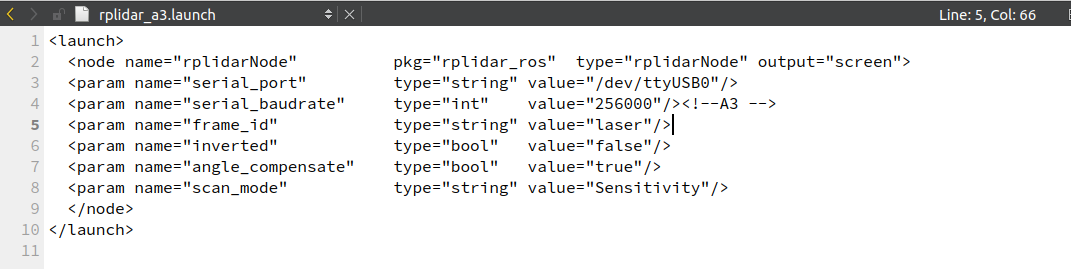 rplidar_a3.launch Line: 5, Col: 66
1 <launch>
2   <node name="rplidarNode"          pkg="rplidar_ros"  type="rplidarNode" output="screen">
3   <param name="serial_port"         type="string" value="/dev/ttyUSB0"/>
4   <param name="serial_baudrate"     type="int"    value="256000"/><!--A3 -->
5   <param name="frame_id"            type="string" value="laser"/>
6   <param name="inverted"            type="bool"   value="false"/>
7   <param name="angle_compensate"    type="bool"   value="true"/>
8   <param name="scan_mode"           type="string" value="Sensitivity"/>
9   </node>
10 </launch>
11